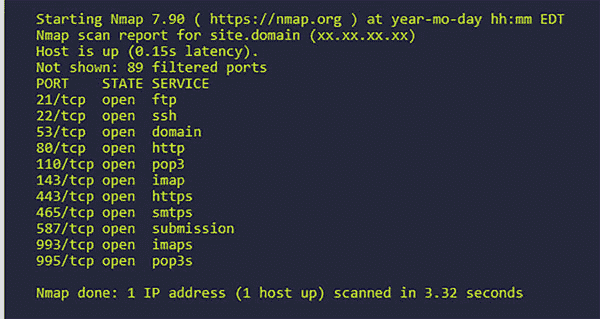 Starting Nmap 7.90 ( https://nmap.org ) at year-mo-day hh:mm EDT
Nmap scan report for site.domain (xx.xx.xx.xx)
Host is up (0.15s latency).
Not shown: 89 filtered ports
PORT    STATE SERVICE
21/tcp  open  ftp
22/tcp  open  ssh
53/tcp  open  domain
80/tcp  open  http
110/tcp open  pop3
143/tcp open  imap
443/tcp open  https
465/tcp open  smtps
587/tcp open  submission
993/tcp open  imaps
995/tcp open  pop3s
Nmap done: 1 IP address (1 host up) scanned in 3.32 seconds